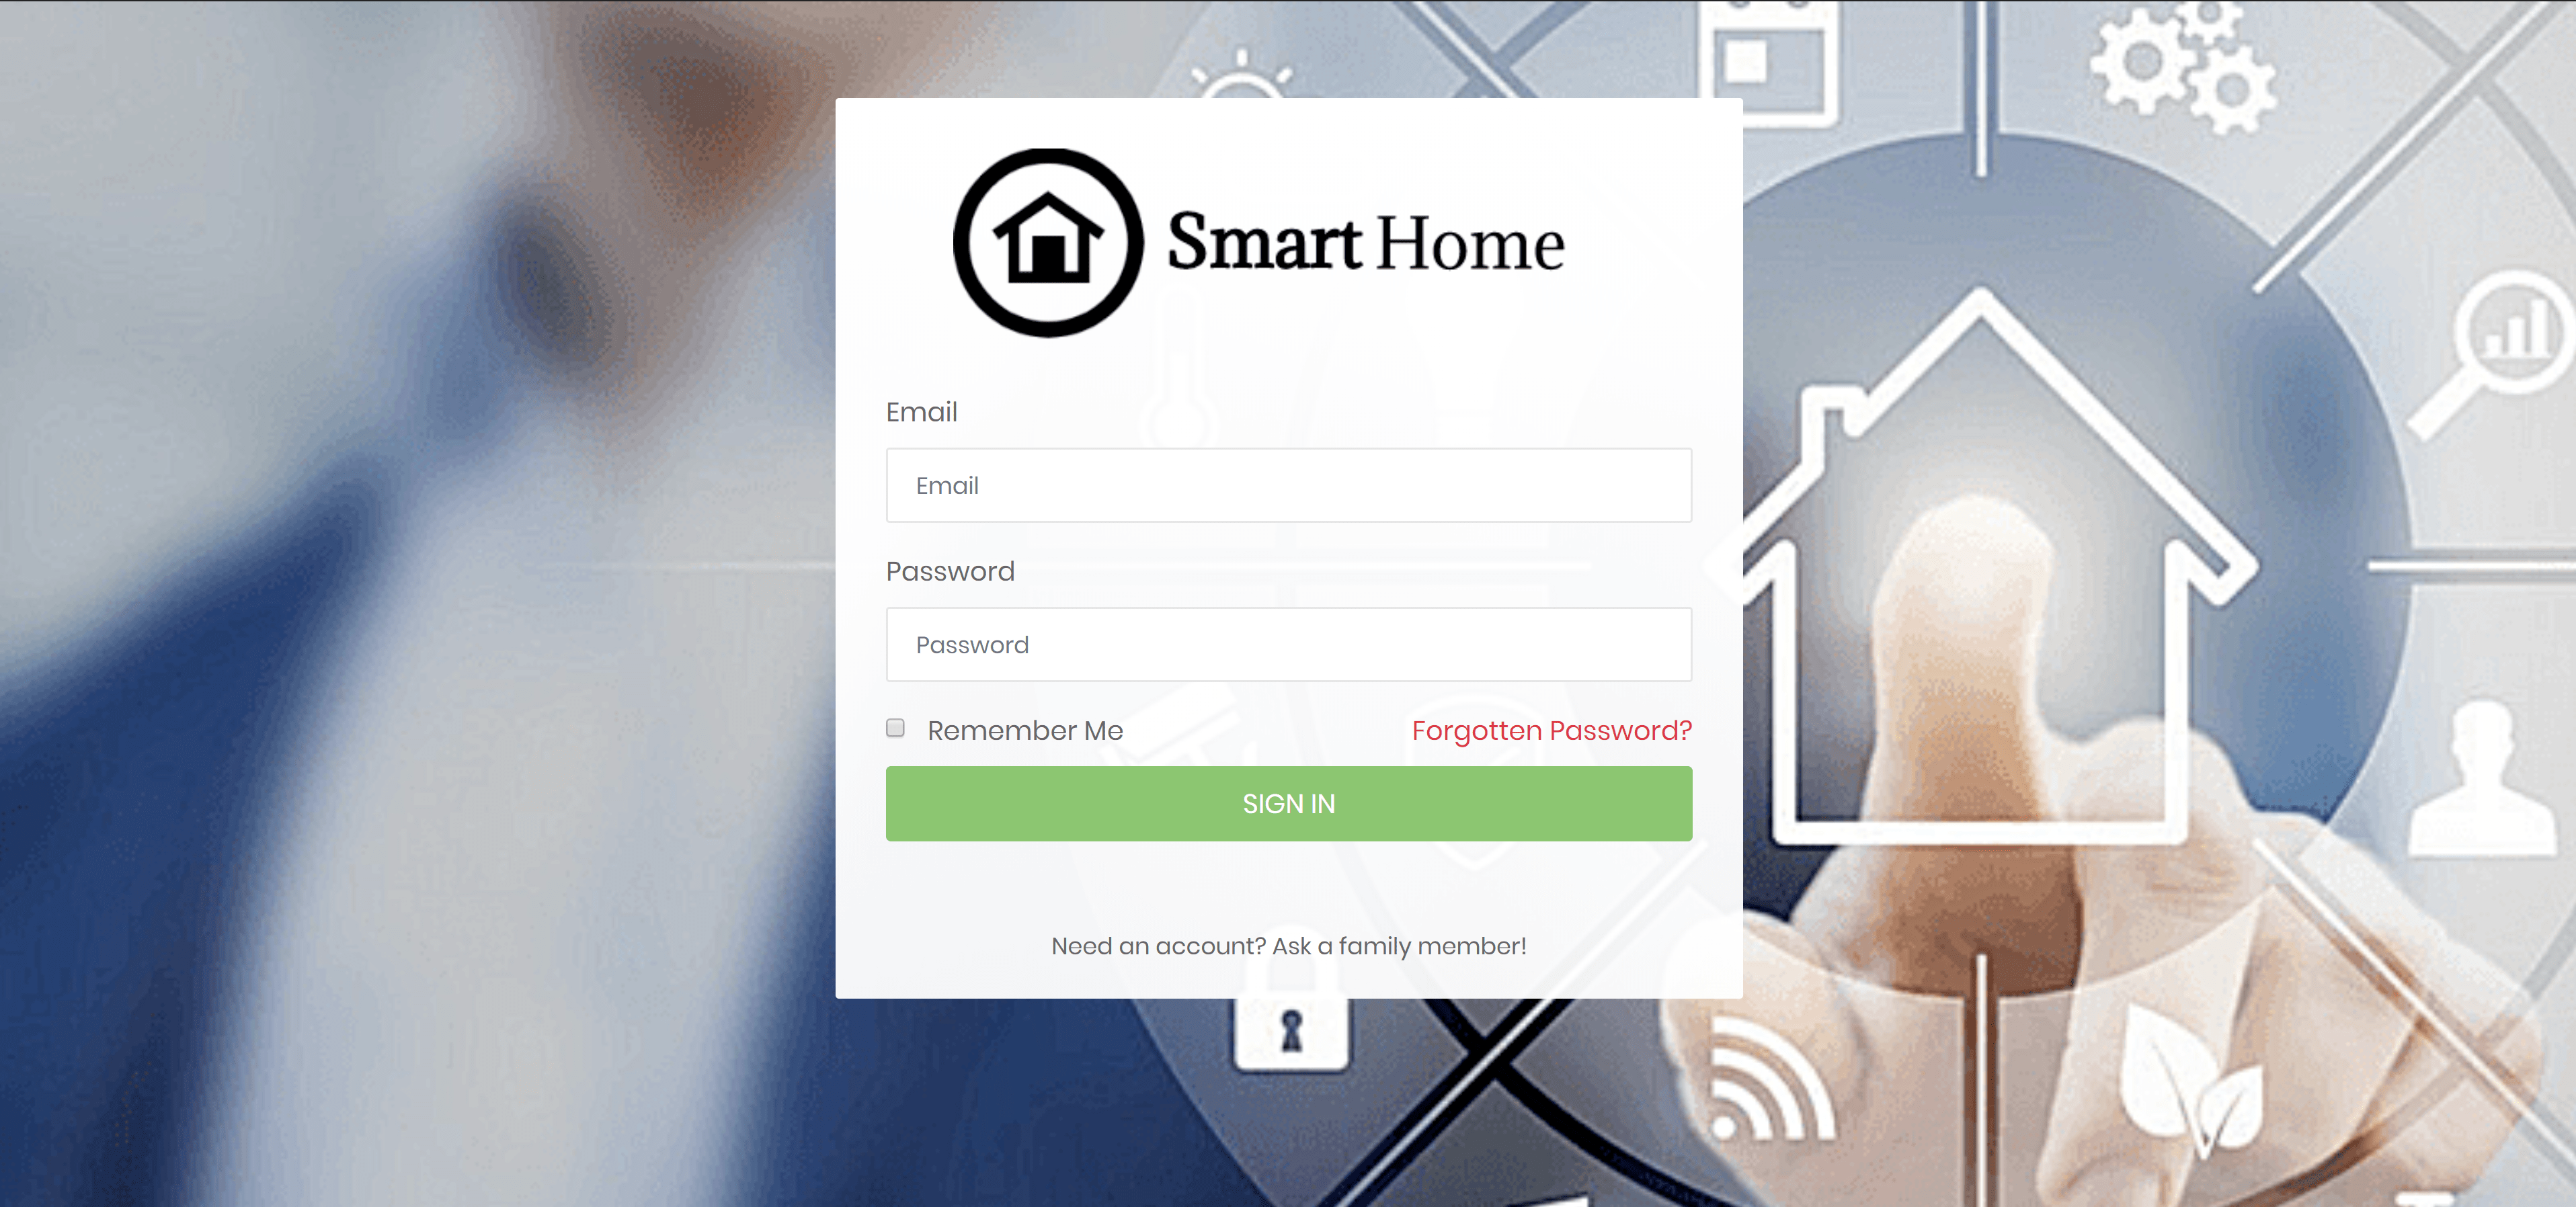 Smart Home
Email
Email
Password
Password
Remember Me Forgotten Password?
SIGN IN
Need an account? Ask a family member!